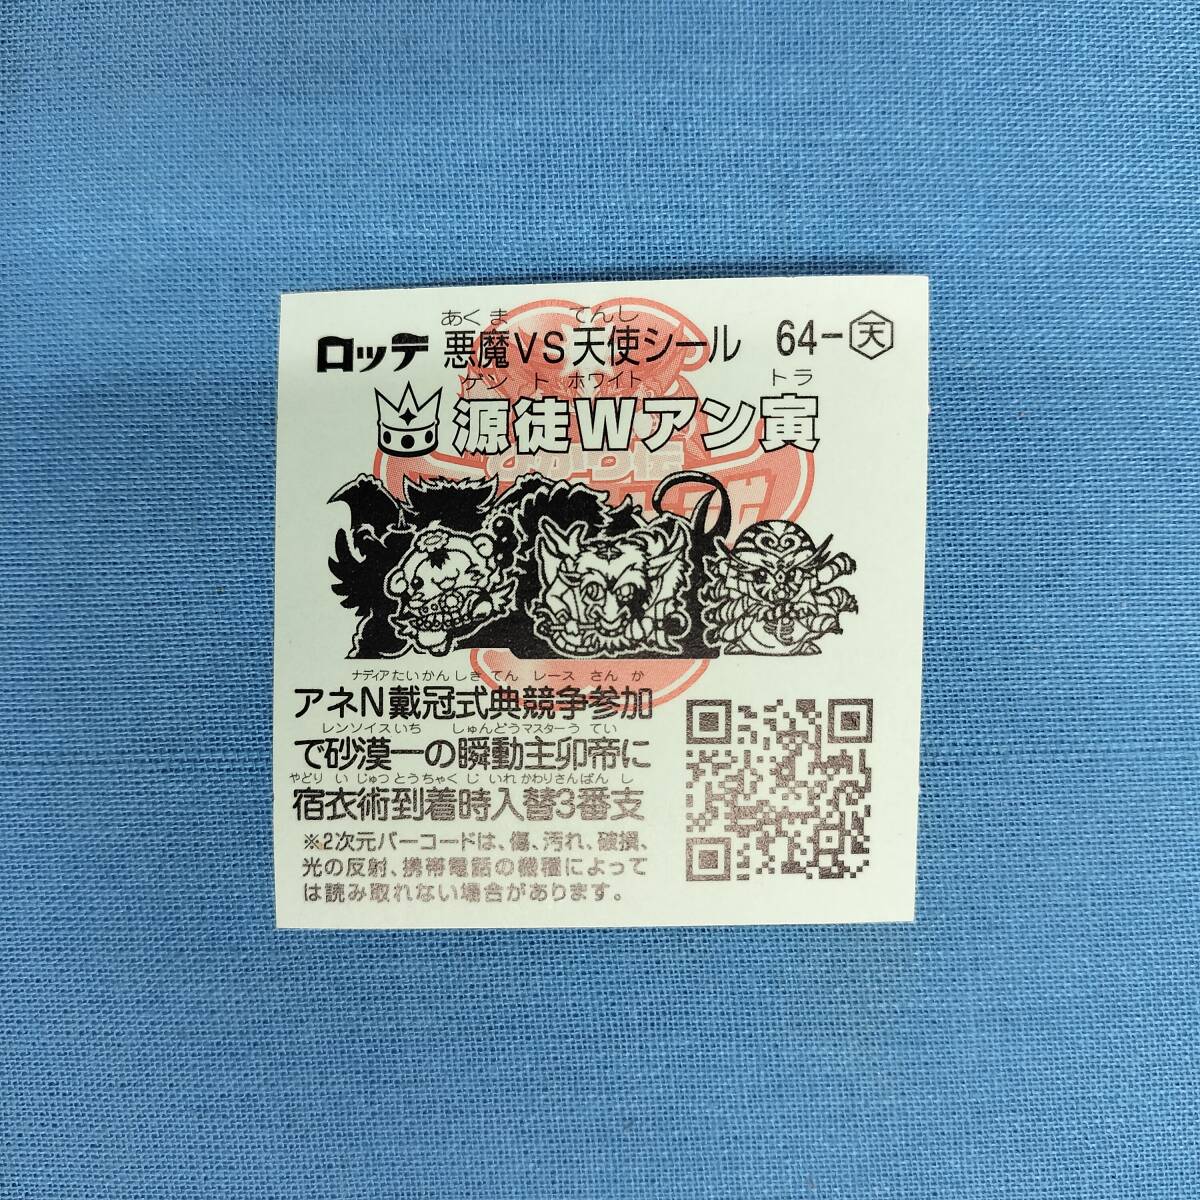 あくま てんし
ロッテ 悪魔VS天使シール 64-天
ゲント ホワイト トラ
源徒W・アン寅
ひかり伝
ナディア たいかんしき てん レース さん か
アネN戴冠式典競争参加
レンソイス いち しゅんどう マスター う てい
で砂漠一の瞬動主卯帝に
やどり い じゅつ とうちゃく じ いれかわり さんばん し
宿衣術到着時入替3番支
※2次元バーコードは、傷、汚れ、破損、
光の反射、携帯電話の機種によって
は読み取れない場合があります。